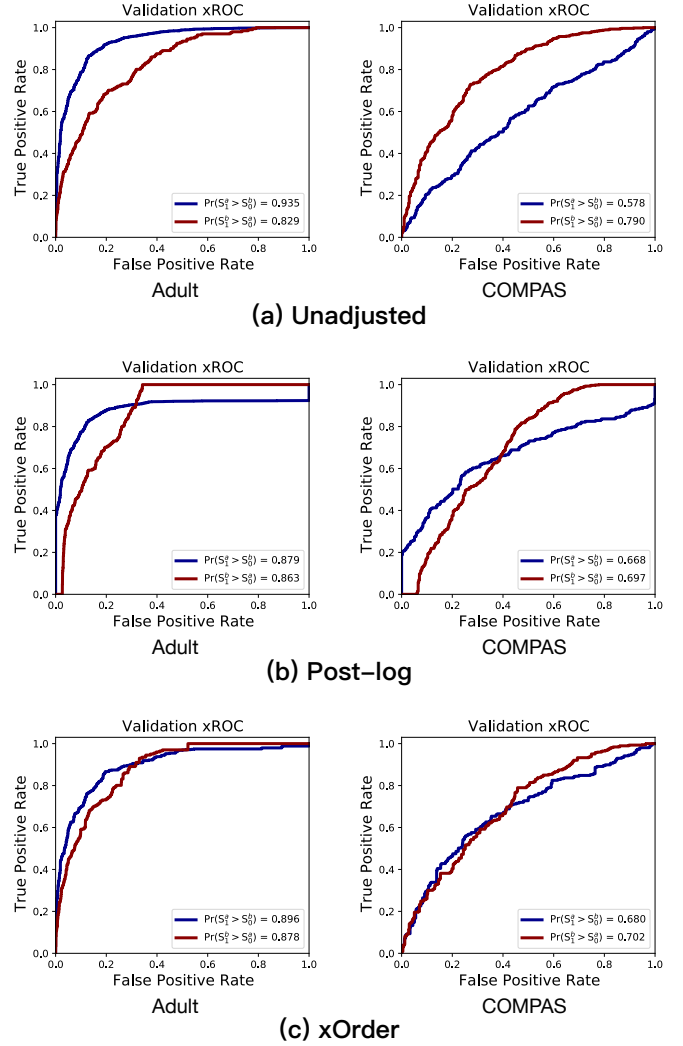 Validation xROC
Validation xROC
True Positive Rate
1.0
0.8
0.6
0.4
0.2
0.0
Pr(S₁ᵃ > S₀ᵇ) = 0.935
Pr(S₁ᵇ > S₀ᵃ) = 0.829
0.0 0.2 0.4 0.6 0.8 1.0
False Positive Rate
Adult
True Positive Rate
1.0
0.8
0.6
0.4
0.2
0.0
Pr(S₁ᵃ > S₀ᵇ) = 0.578
Pr(S₁ᵇ > S₀ᵃ) = 0.790
0.0 0.2 0.4 0.6 0.8 1.0
False Positive Rate
COMPAS
(a) Unadjusted
Validation xROC
Validation xROC
True Positive Rate
1.0
0.8
0.6
0.4
0.2
0.0
Pr(S₁ᵃ > S₀ᵇ) = 0.879
Pr(S₁ᵇ > S₀ᵃ) = 0.863
0.0 0.2 0.4 0.6 0.8 1.0
False Positive Rate
Adult
True Positive Rate
1.0
0.8
0.6
0.4
0.2
0.0
Pr(S₁ᵃ > S₀ᵇ) = 0.668
Pr(S₁ᵇ > S₀ᵃ) = 0.697
0.0 0.2 0.4 0.6 0.8 1.0
False Positive Rate
COMPAS
(b) Post–log
Validation xROC
Validation xROC
True Positive Rate
1.0
0.8
0.6
0.4
0.2
0.0
Pr(S₁ᵃ > S₀ᵇ) = 0.896
Pr(S₁ᵇ > S₀ᵃ) = 0.878
0.0 0.2 0.4 0.6 0.8 1.0
False Positive Rate
Adult
True Positive Rate
1.0
0.8
0.6
0.4
0.2
0.0
Pr(S₁ᵃ > S₀ᵇ) = 0.680
Pr(S₁ᵇ > S₀ᵃ) = 0.702
0.0 0.2 0.4 0.6 0.8 1.0
False Positive Rate
COMPAS
(c) xOrder